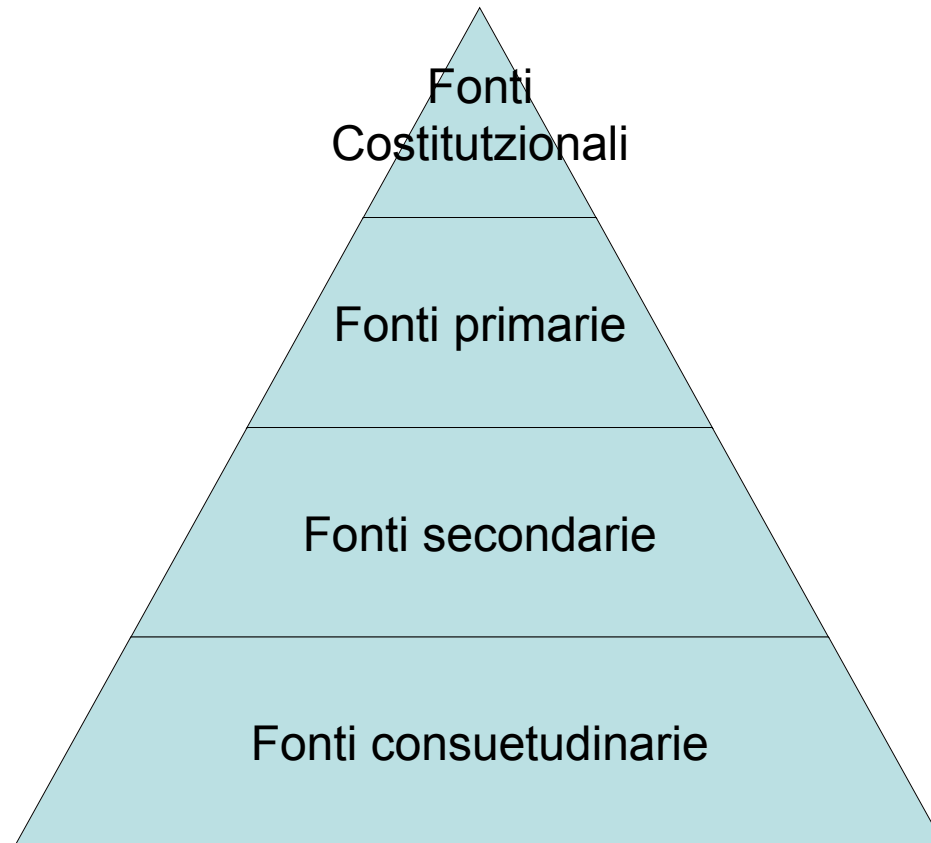 Fonti
Costitutzionali
Fonti primarie
Fonti secondarie
Fonti consuetudinarie